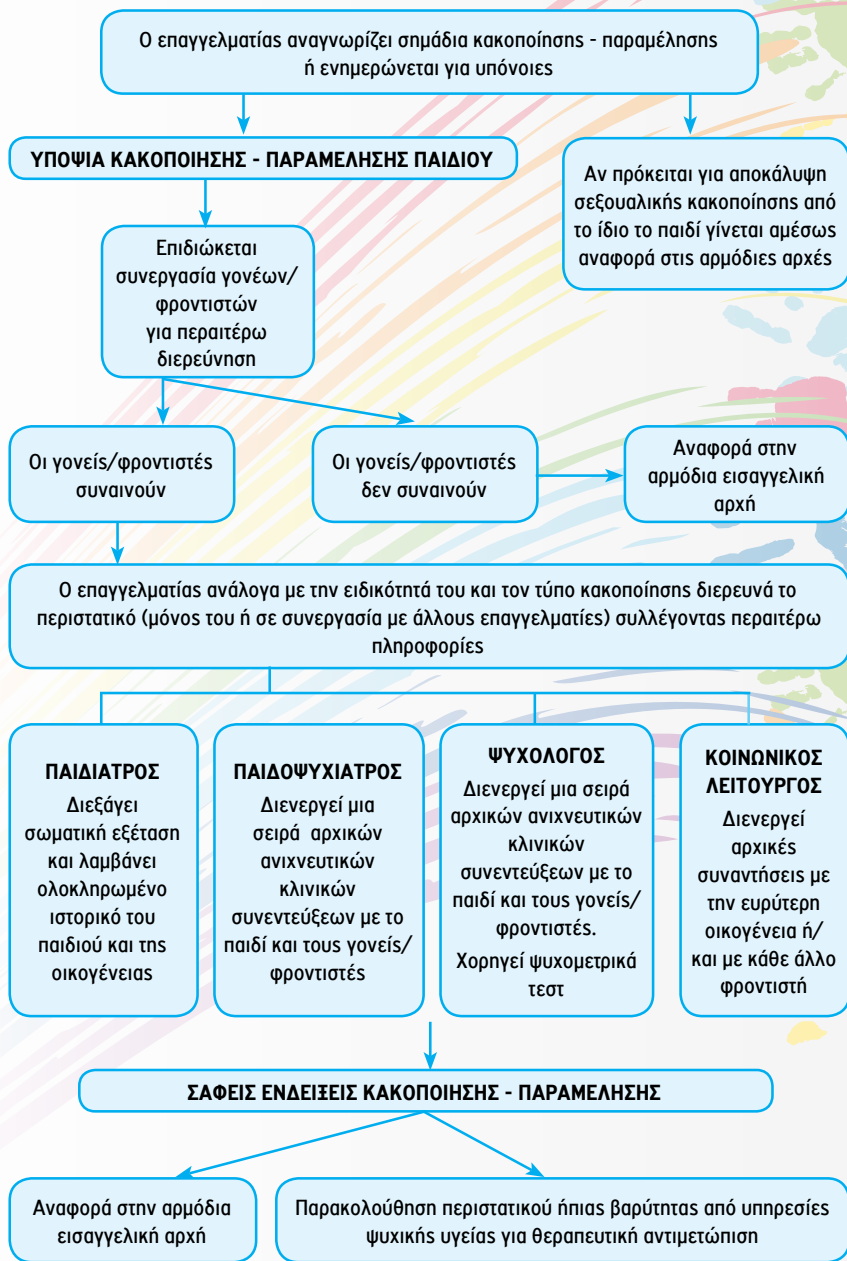 Ο επαγγελματίας αναγνωρίζει σημάδια κακοποίησης - παραμέλησης
ή ενημερώνεται για υπόνοιες
ΥΠΟΨΙΑ ΚΑΚΟΠΟΙΗΣΗΣ - ΠΑΡΑΜΕΛΗΣΗΣ ΠΑΙΔΙΟΥ
Αν πρόκειται για αποκάλυψη
σεξουαλικής κακοποίησης από
το ίδιο το παιδί γίνεται αμέσως
αναφορά στις αρμόδιες αρχές
Επιδιώκεται
συνεργασία γονέων/
φροντιστών
για περαιτέρω
διερεύνηση
Οι γονείς/φροντιστές
συναινούν
Οι γονείς/φροντιστές
δεν συναινούν
Αναφορά στην
αρμόδια εισαγγελική
αρχή
Ο επαγγελματίας ανάλογα με την ειδικότητά του και τον τύπο κακοποίησης διερευνά το
περιστατικό (μόνος του ή σε συνεργασία με άλλους επαγγελματίες) συλλέγοντας περαιτέρω
πληροφορίες
ΠΑΙΔΙΑΤΡΟΣ
Διεξάγει
σωματική εξέταση
και λαμβάνει
ολοκληρωμένο
ιστορικό του
παιδιού και της
οικογένειας
ΠΑΙΔΟΨΥΧΙΑΤΡΟΣ
Διενεργεί μια
σειρά αρχικών
ανιχνευτικών
κλινικών
συνεντεύξεων με το
παιδί και τους γονείς/
φροντιστές
ΨΥΧΟΛΟΓΟΣ
Διενεργεί μια σειρά
αρχικών ανιχνευτικών
κλινικών
συνεντεύξεων με το
παιδί και τους γονείς/
φροντιστές.
Χορηγεί ψυχομετρικά
τεστ
ΚΟΙΝΩΝΙΚΟΣ
ΛΕΙΤΟΥΡΓΟΣ
Διενεργεί
αρχικές
συναντήσεις με
την ευρύτερη
οικογένεια ή/
και με κάθε άλλο
φροντιστή
ΣΑΦΕΙΣ ΕΝΔΕΙΞΕΙΣ ΚΑΚΟΠΟΙΗΣΗΣ - ΠΑΡΑΜΕΛΗΣΗΣ
Αναφορά στην αρμόδια
εισαγγελική αρχή
Παρακολούθηση περιστατικού ήπιας βαρύτητας από υπηρεσίες
ψυχικής υγείας για θεραπευτική αντιμετώπιση